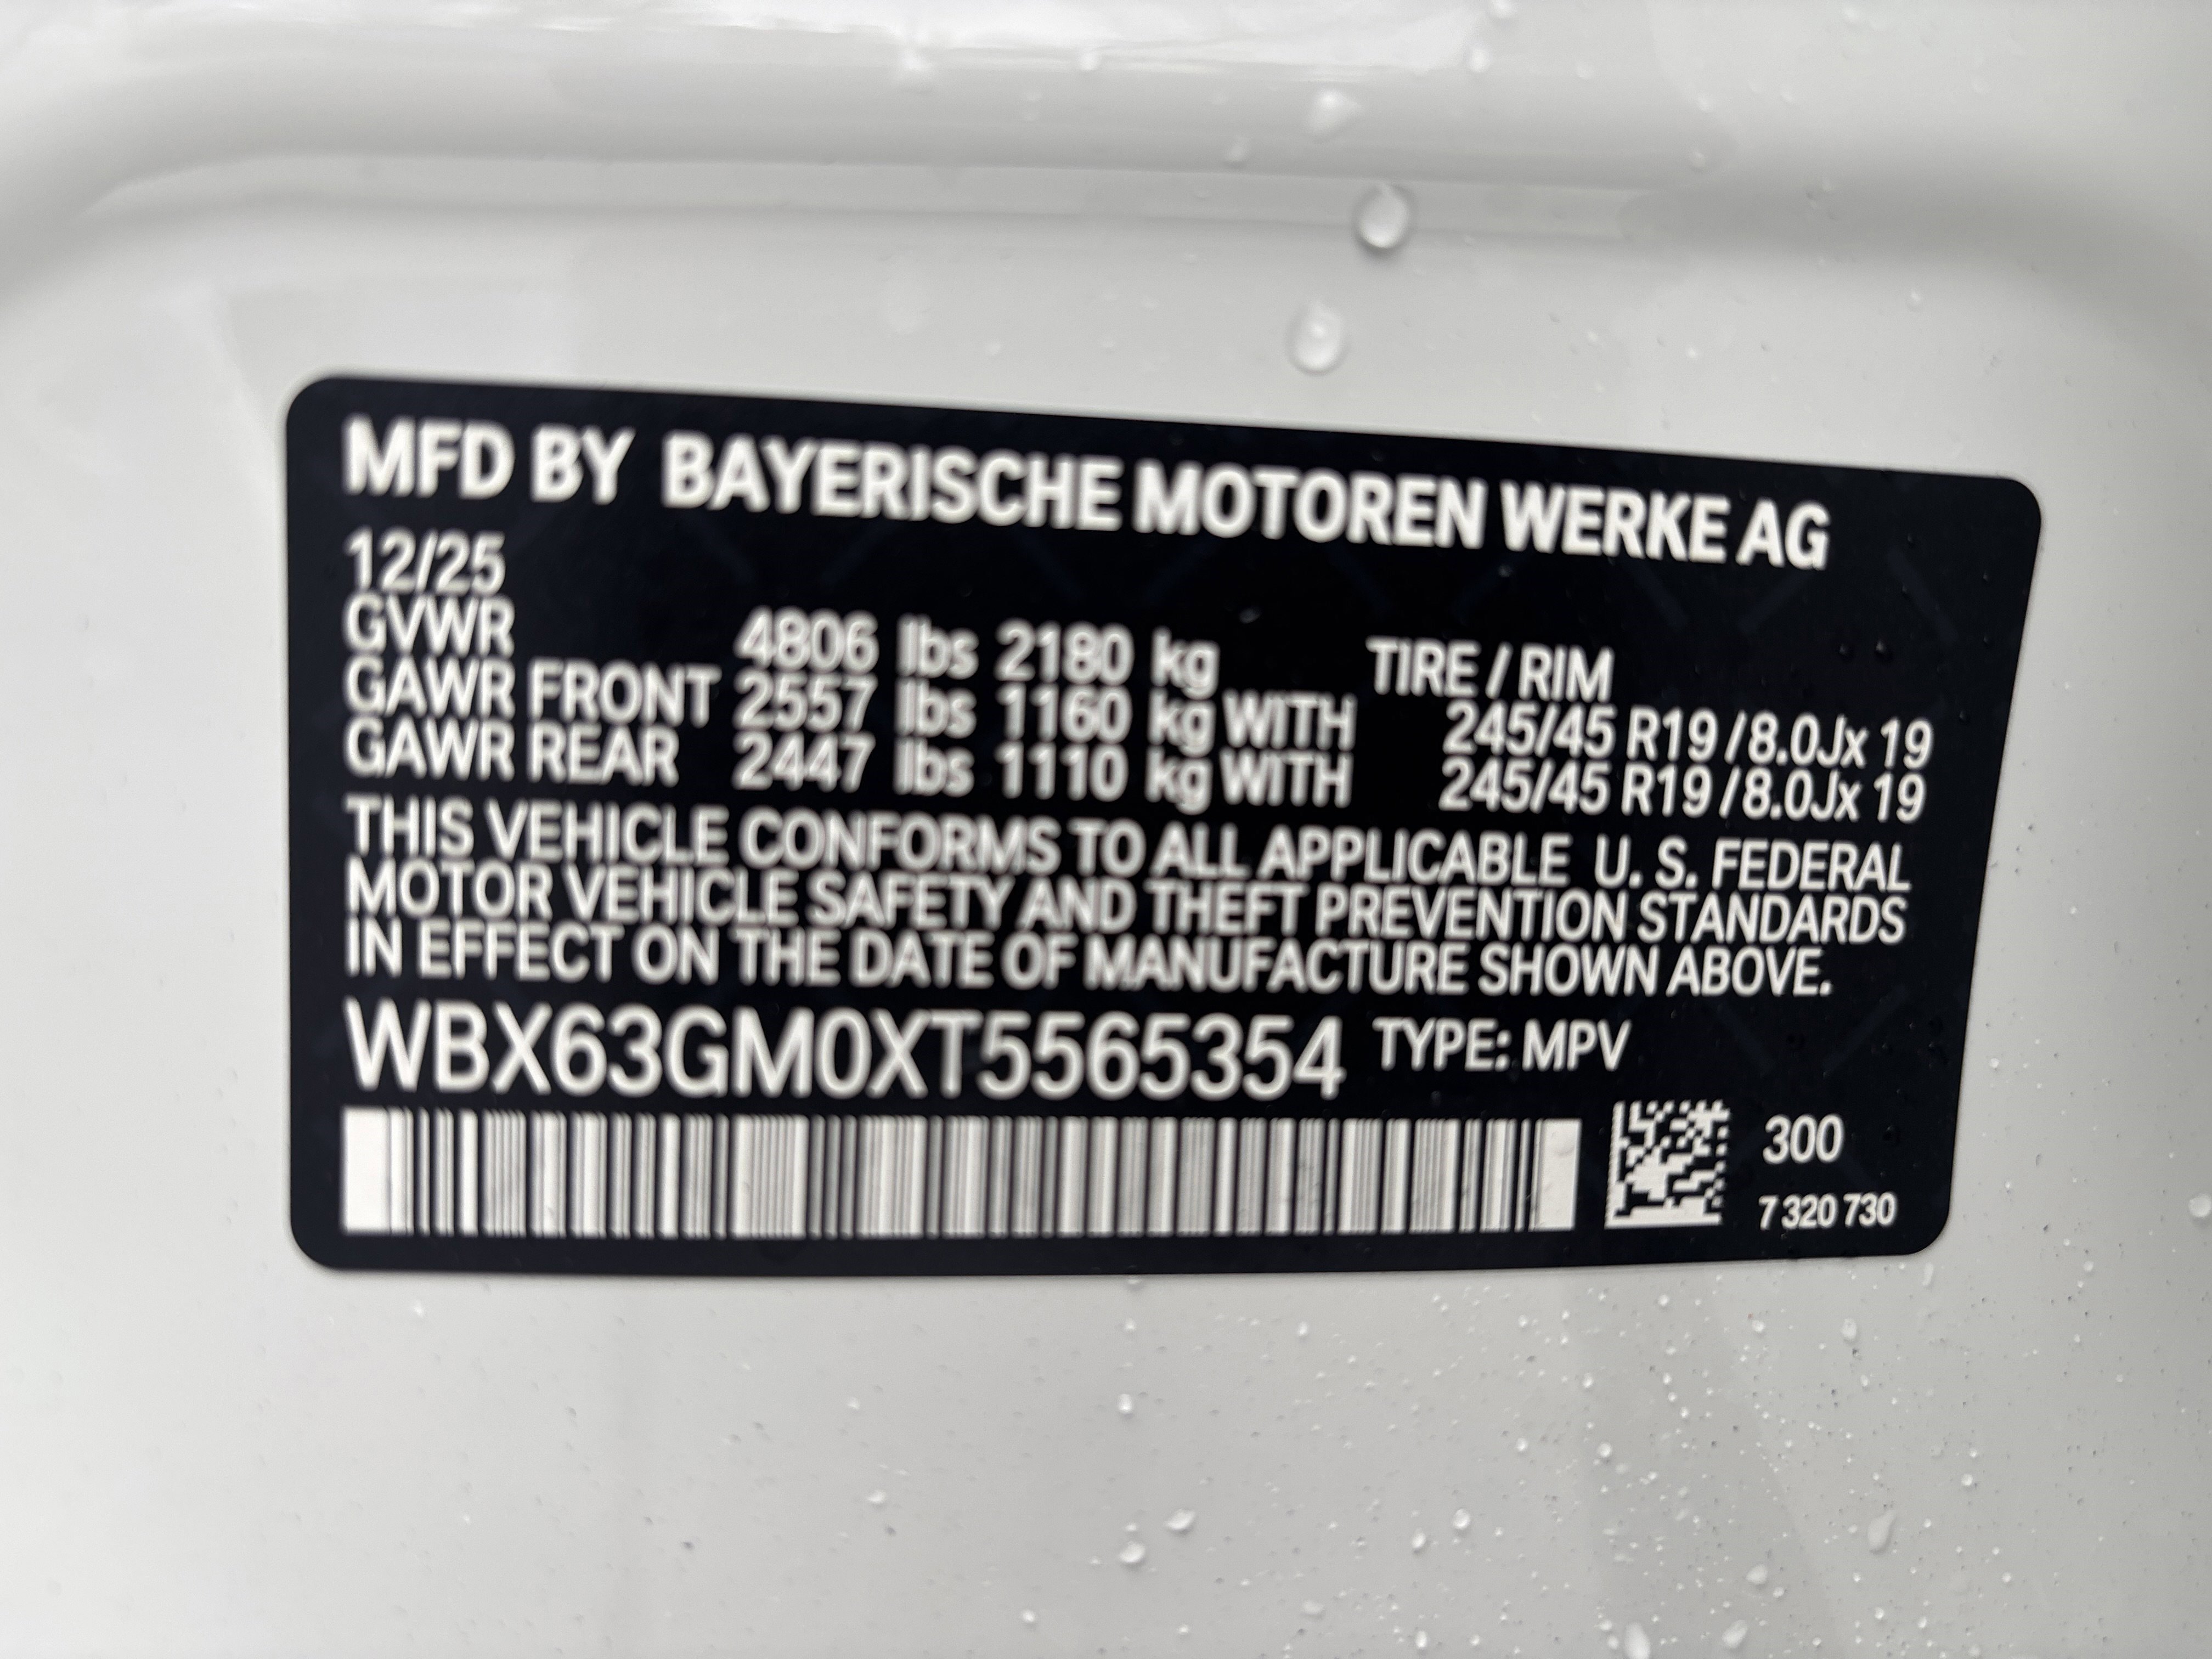 MFD BY BAYERISCHE MOTOREN WERKE AG
12/25
GVWR 4806 lbs 2180 kg TIRE / RIM
GAWR FRONT 2557 lbs 1160 kg WITH 245/45 R19 / 8.0Jx 19
GAWR REAR 2447 lbs 1110 kg WITH 245/45 R19 / 8.0Jx 19
THIS VEHICLE CONFORMS TO ALL APPLICABLE U. S. FEDERAL
MOTOR VEHICLE SAFETY AND THEFT PREVENTION STANDARDS
IN EFFECT ON THE DATE OF MANUFACTURE SHOWN ABOVE.
WBX63GM0XT5565354 TYPE: MPV
300
7 320 730